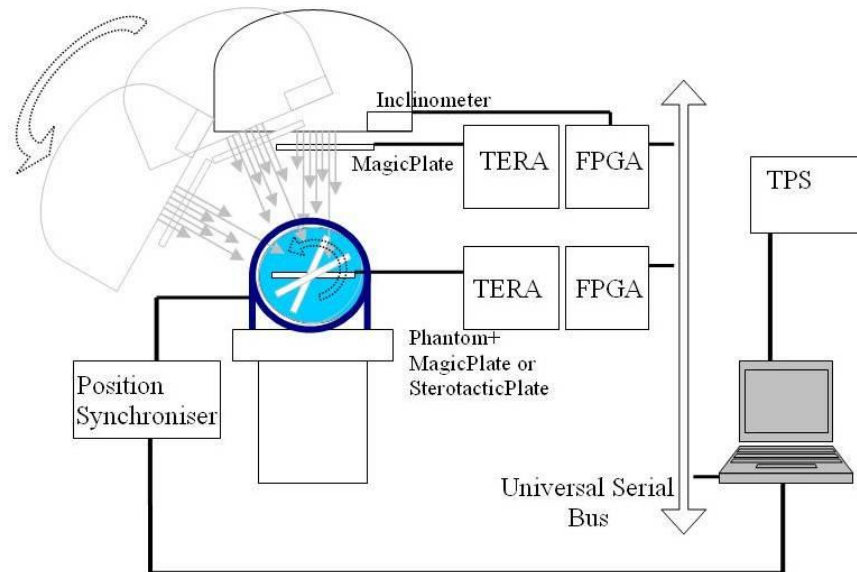 Inclinometer
MagicPlate
TERA
FPGA
TPS
TERA
FPGA
Phantom+
MagicPlate or
SterotacticPlate
Position
Synchroniser
Universal Serial
Bus